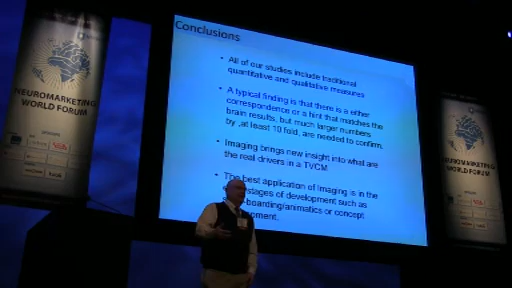 Conclusions
• All of our studies include traditional
quantitative and qualitative measures
• A typical finding is that there is a either
correspondence or a hint that matches the
brain results, but much larger numbers
by ,at least 10 fold, are needed to confirm.
• Imaging brings new insight into what are
the real drivers in a TVCM
• The best application of Imaging is in the
stages of development such as
-boarding/animatics or concept
NEUROMARKETING
WORLD FORUM
NEUROMARKETING
WORLD FORUM